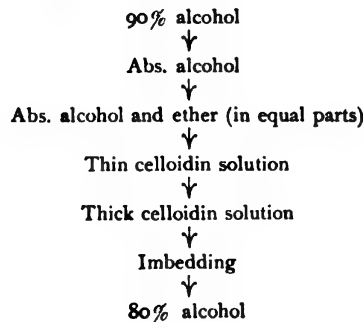 90% alcohol
Abs. alcohol
Abs. alcohol and ether (in equal parts)
Thin celloidin solution
Thick celloidin solution
Imbedding
80% alcohol